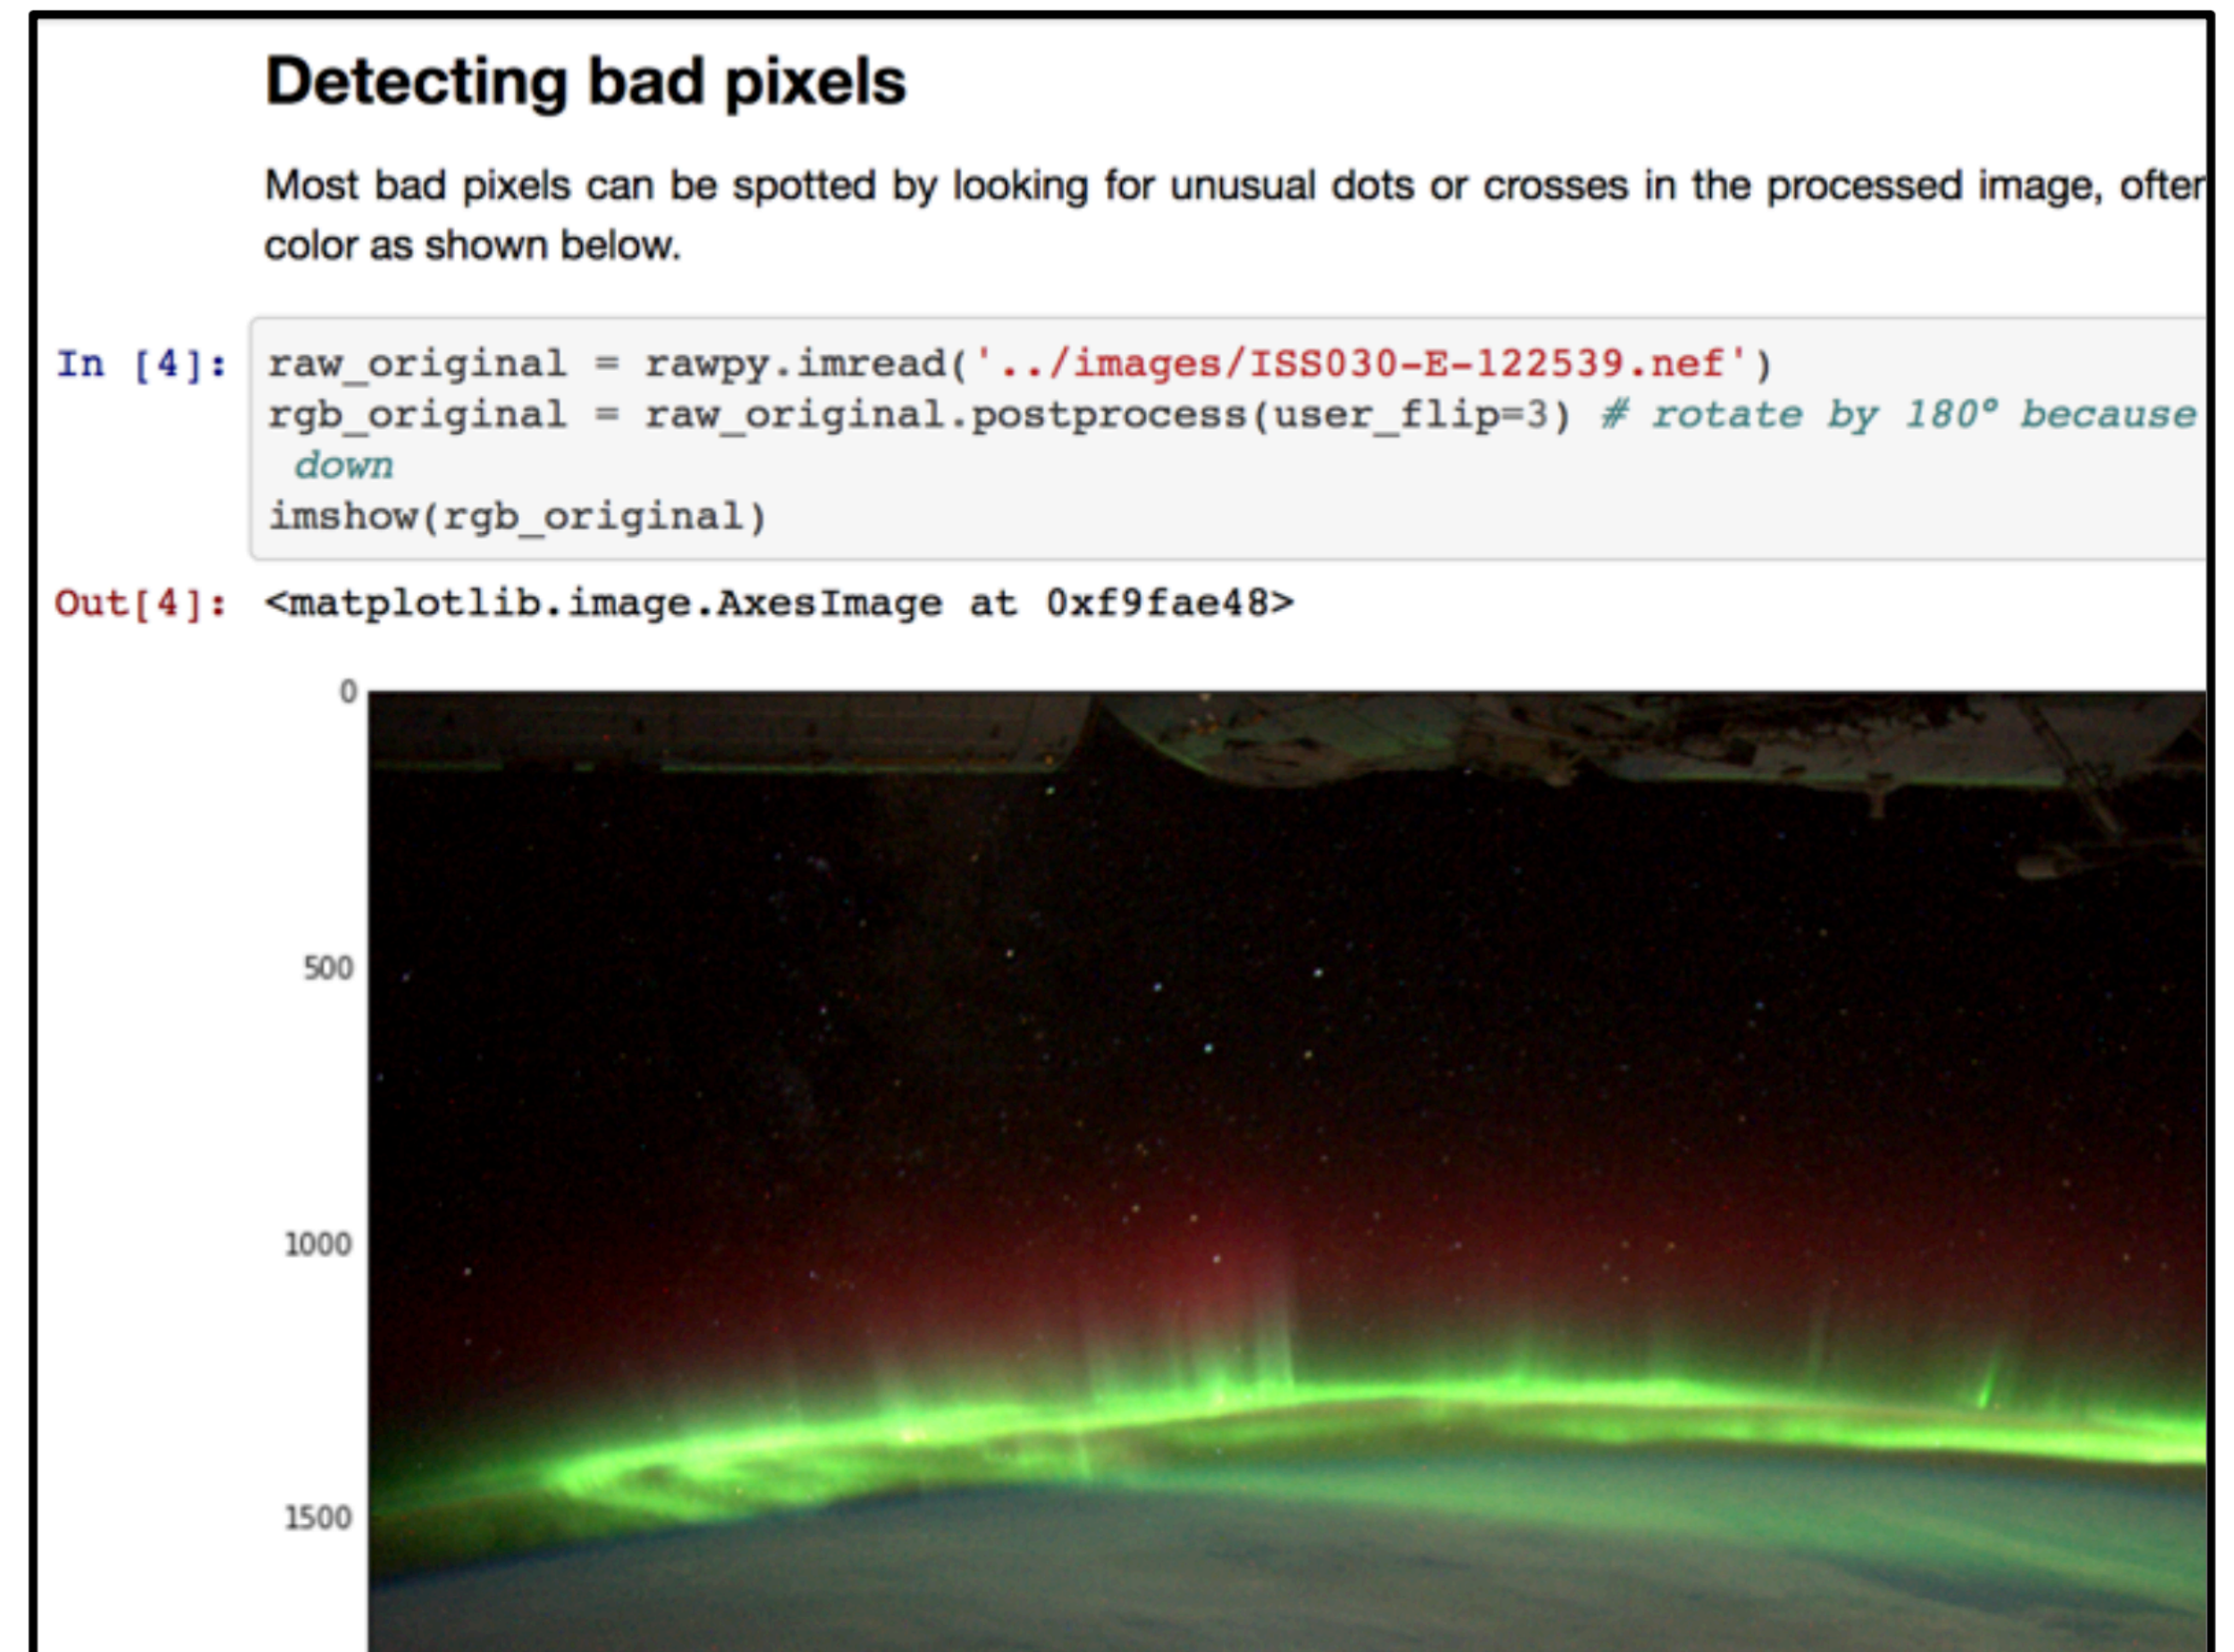 Detecting bad pixels
Most bad pixels can be spotted by looking for unusual dots or crosses in the processed image, ofter
color as shown below.
In [4]: raw_original = rawpy.imread('../images/ISS030-E-122539.nef')
rgb_original = raw_original.postprocess(user_flip=3) # rotate by 180° because
down
imshow(rgb_original)
Out[4]: <matplotlib.image.AxesImage at 0xf9fae48>
0
500
1000
1500